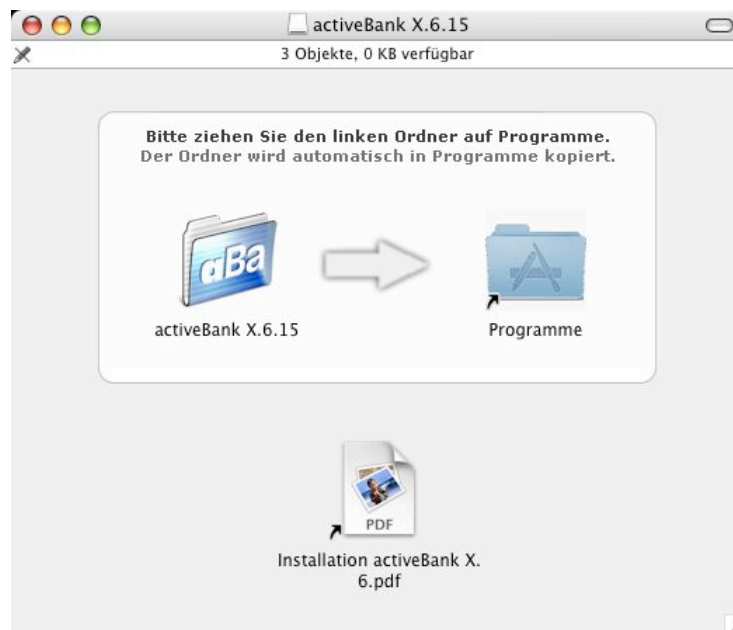 activeBank X.6.15
3 Objekte, 0 KB verfügbar
Bitte ziehen Sie den linken Ordner auf Programme.
Der Ordner wird automatisch in Programme kopiert.
aBa
activeBank X.6.15
Programme
PDF
Installation activeBank X.
6.pdf